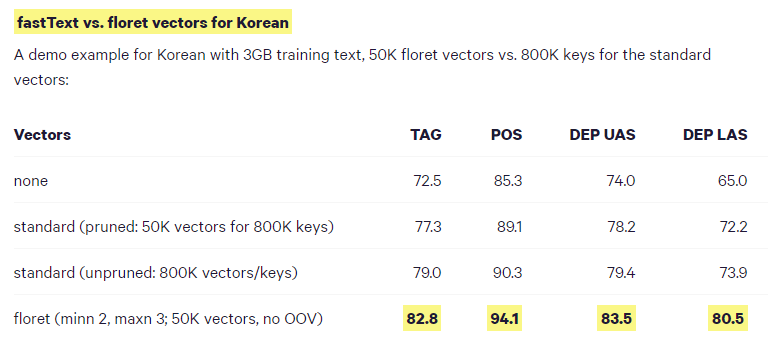 fastText vs. floret vectors for Korean
A demo example for Korean with 3GB training text, 50K floret vectors vs. 800K keys for the standard
vectors:
Vectors TAG POS DEP UAS DEP LAS
none 72.5 85.3 74.0 65.0
standard (pruned: 50K vectors for 800K keys) 77.3 89.1 78.2 72.2
standard (unpruned: 800K vectors/keys) 79.0 90.3 79.4 73.9
floret (minn 2, maxn 3; 50K vectors, no OOV) 82.8 94.1 83.5 80.5